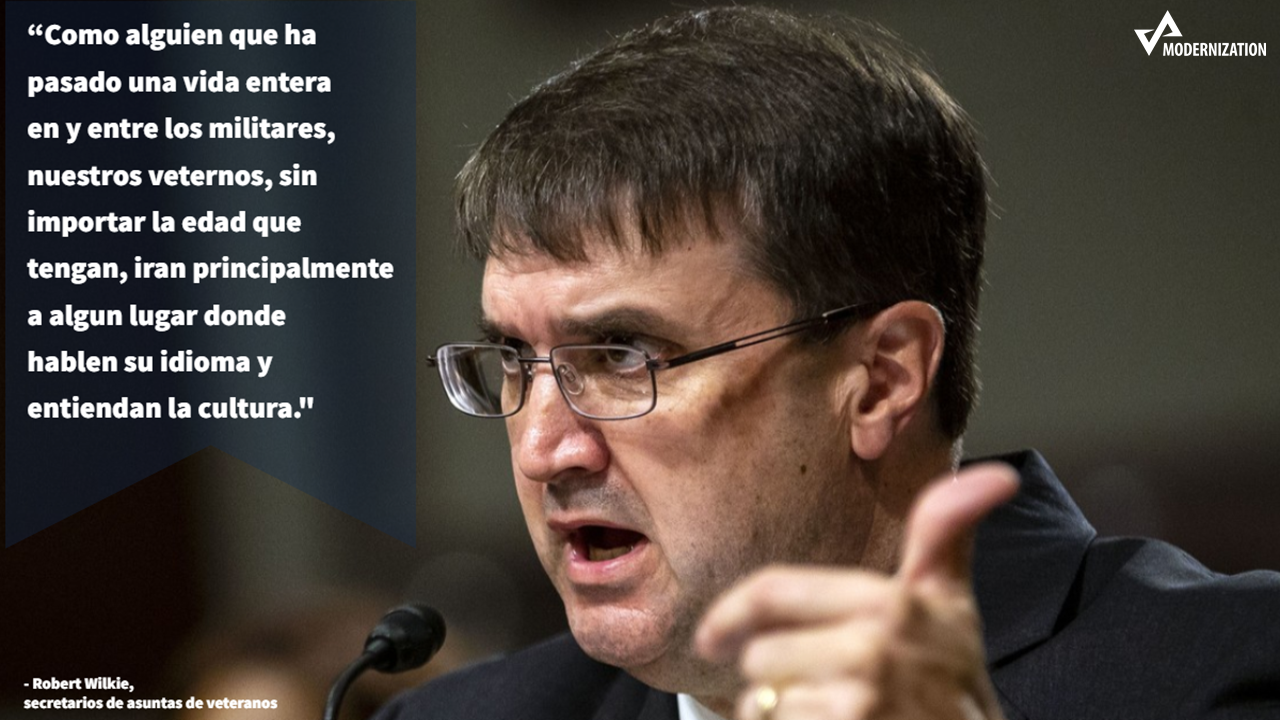 “Como alguien que ha
pasado una vida entera
en y entre los militares,
nuestros veternos, sin
importar la edad que
tengan, iran principalmente
a algun lugar donde
hablen su idioma y
entiendan la cultura."
- Robert Wilkie,
secretarios de asuntas de veteranos
VA
MODERNIZATION